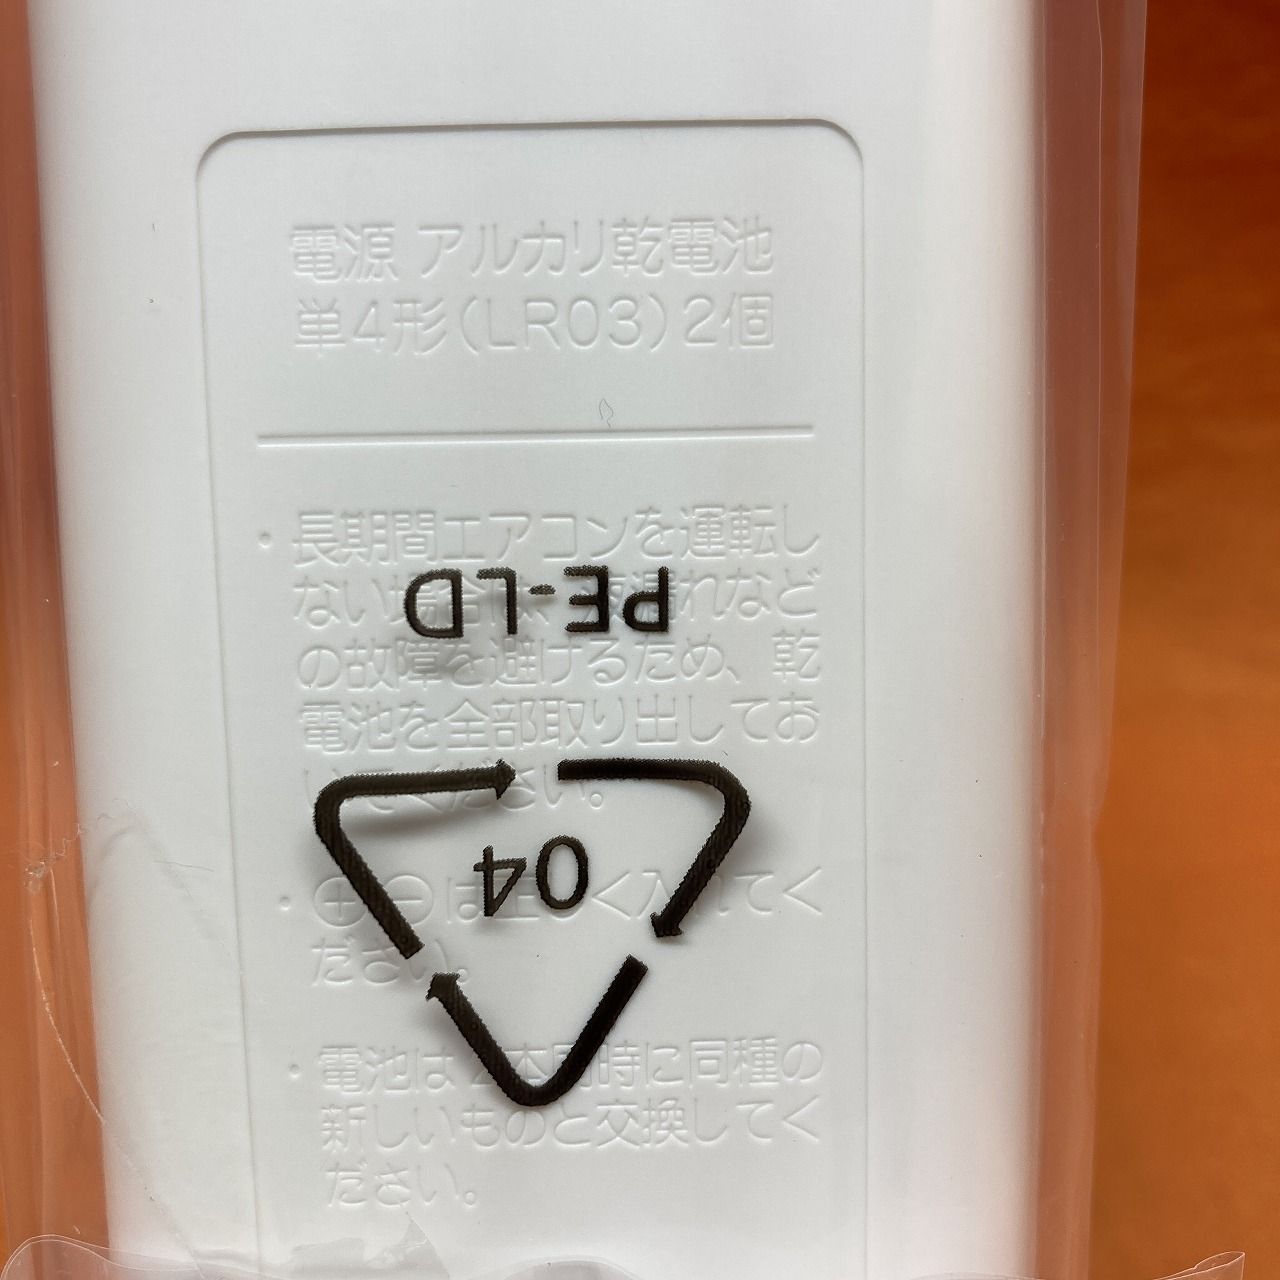 電源 アルカリ乾電池
単4形(LR03)2個
・長期間エアコンを運転し
ない場合は、液漏れなど
の故障を避けるため、乾
電池を全部取り出してお
いてください。
・⊕⊖は正しく入れてく
ださい。
・電池は2本同時に同種の
新しいものと交換してく
ださい。
PE-LD
04